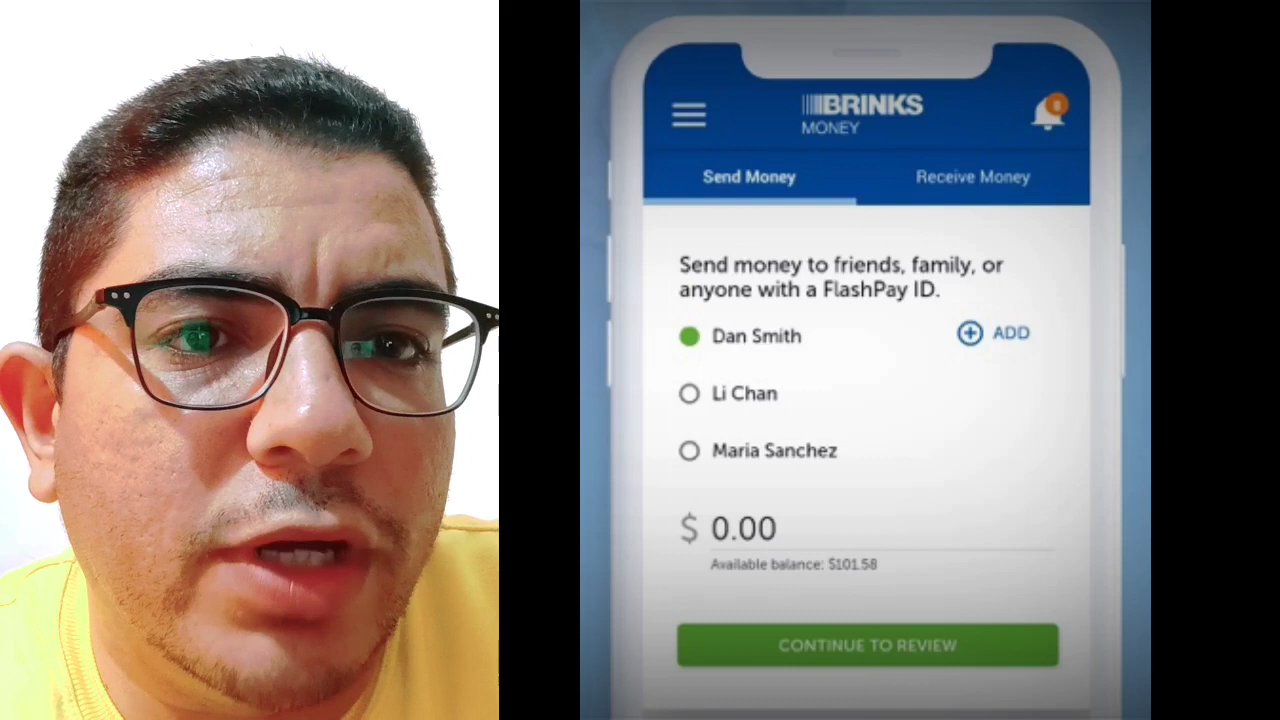 BRINKS
MONEY
Send Money
Receive Money
Send money to friends, family, or
anyone with a FlashPay ID.
Dan Smith
ADD
Li Chan
Maria Sanchez
$ 0.00
Available balance: $101.58
CONTINUE TO REVIEW